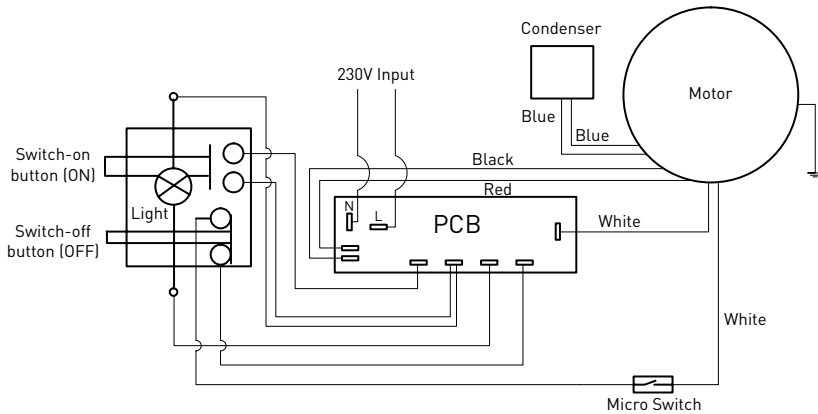 Condenser
230V Input
Motor
Blue
Blue
Switch-on
button (ON)
Black
Red
Light
N
L
PCB
White
Switch-off
button (OFF)
White
Micro Switch